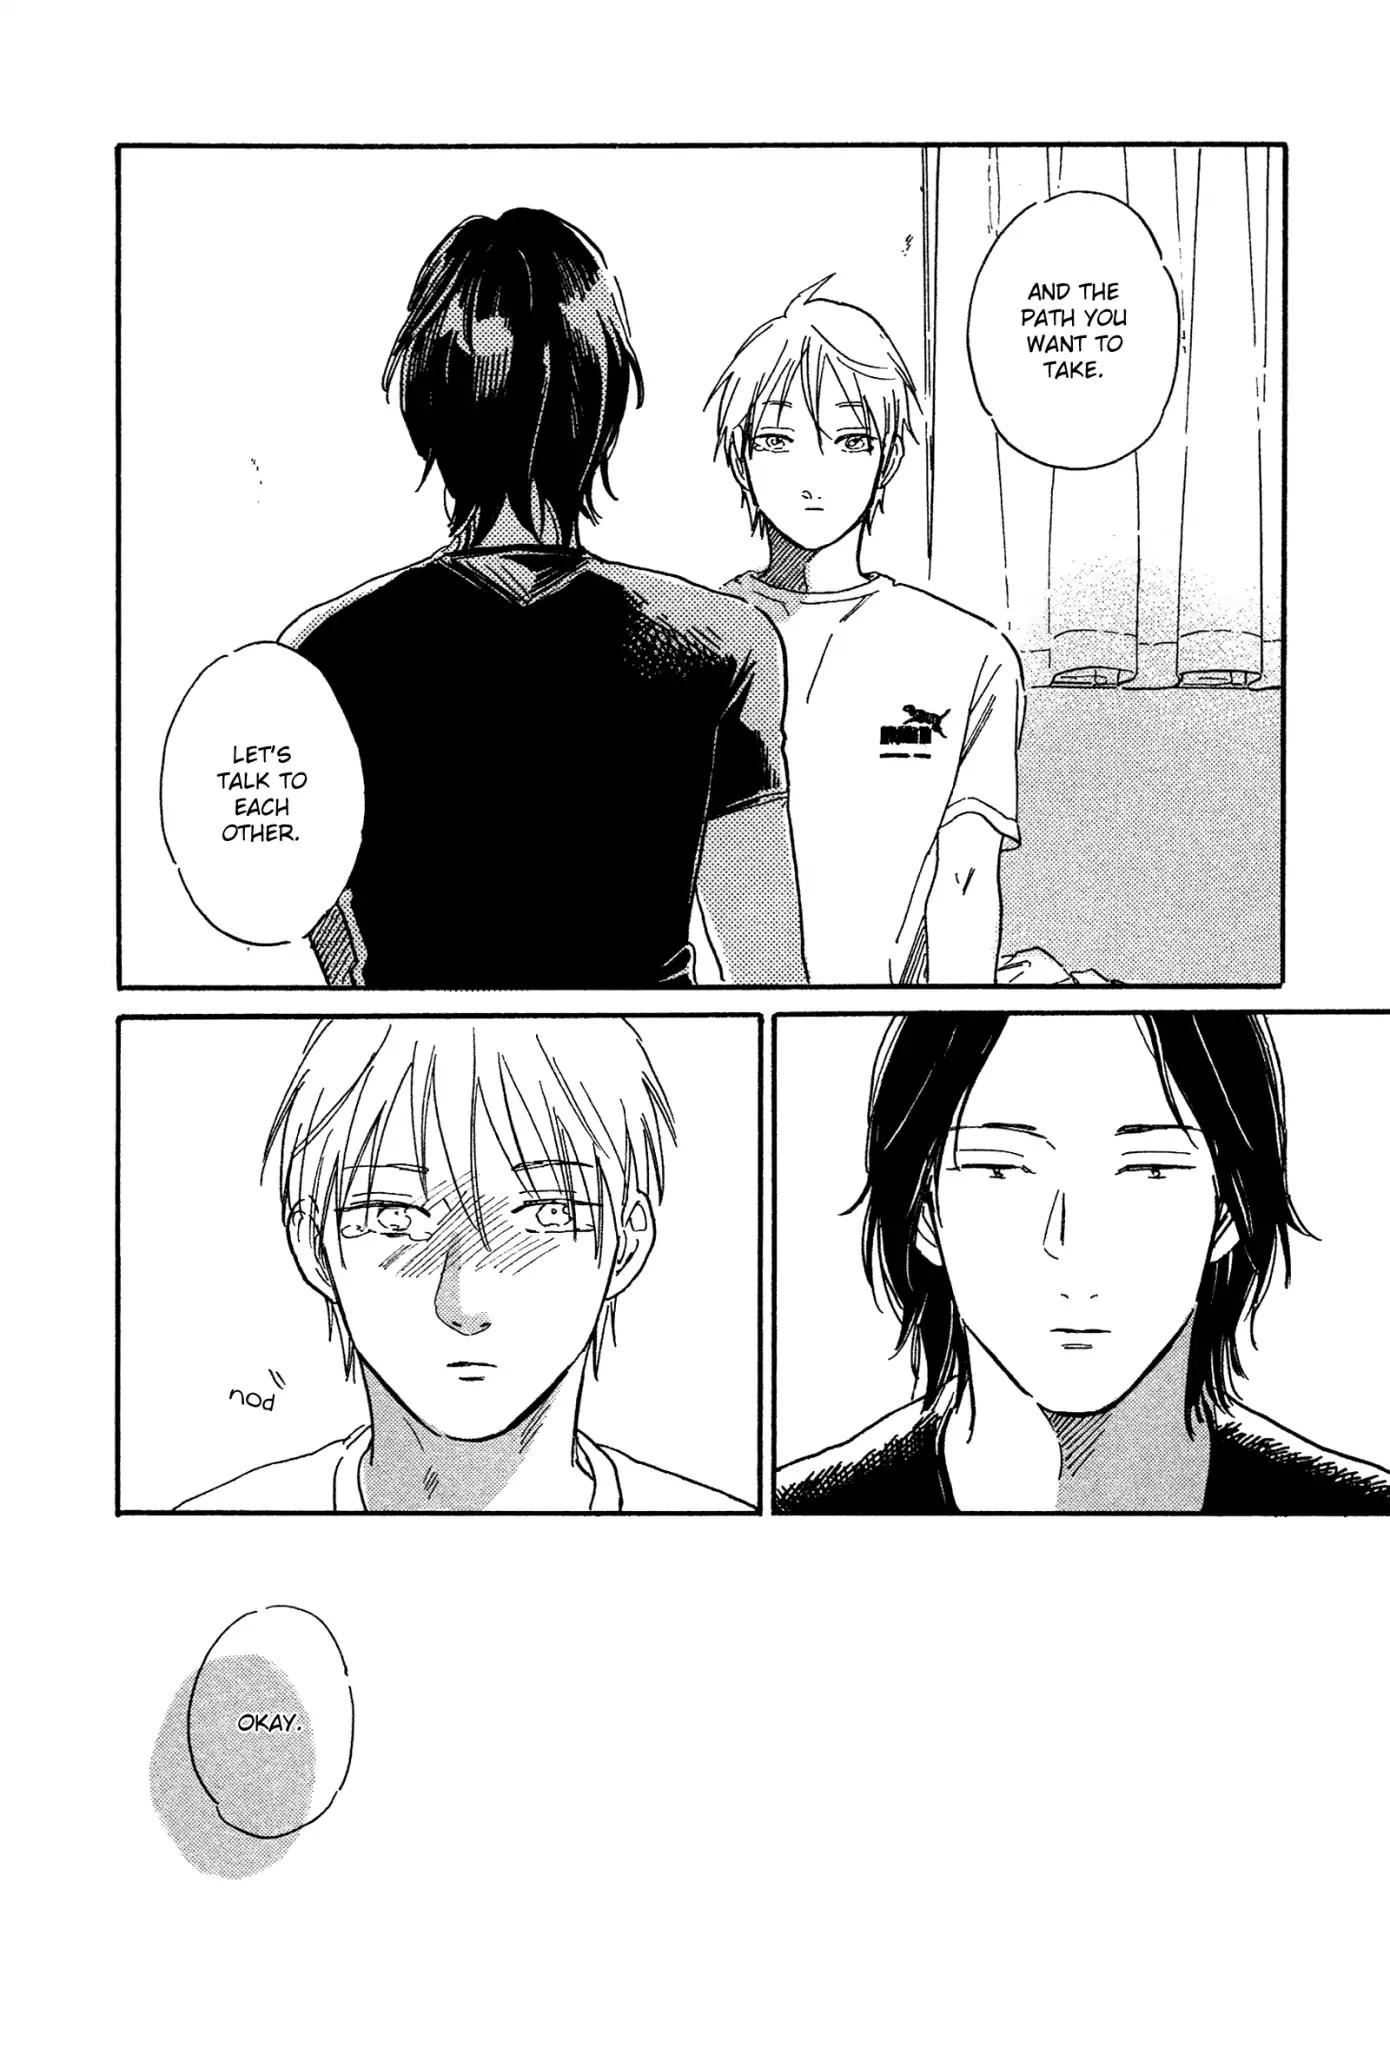 AND THE
PATH YOU
WANT TO
TAKE.
LET'S
TALK TO
EACH
OTHER.
nod
OKAY.